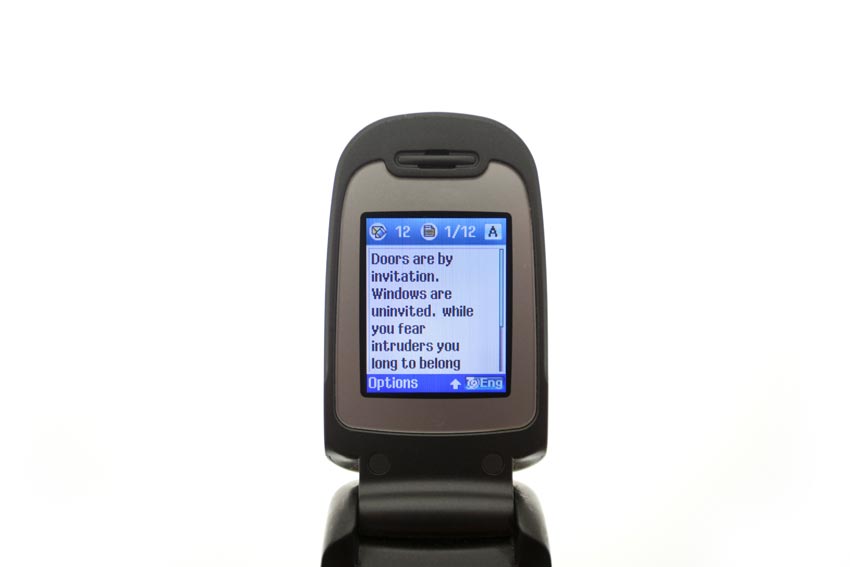 12 1/12 A
Doors are by
invitation.
Windows are
uninvited. while
you fear
intruders you
long to belong
Options Eng